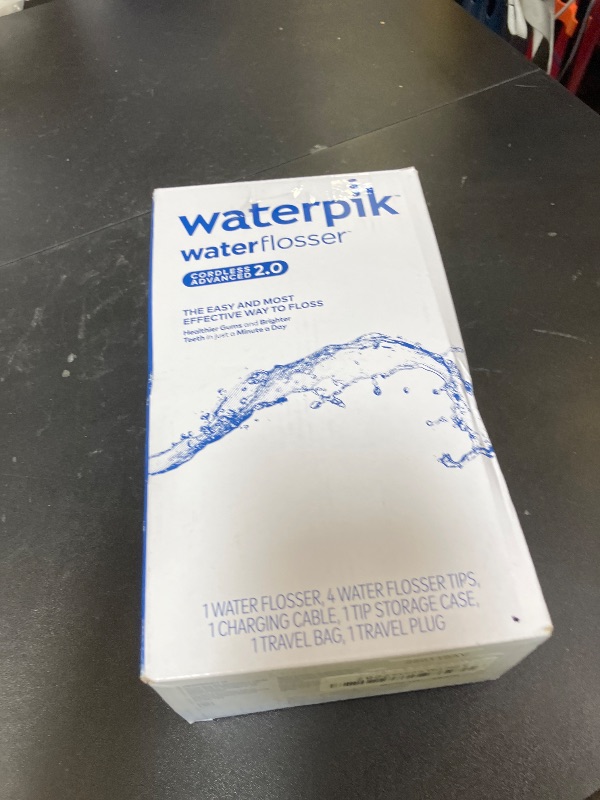 waterpik™
waterflosser™
CORDLESS
ADVANCED 2.0
THE EASY AND MOST
EFFECTIVE WAY TO FLOSS
Healthier Gums and Brighter
Teeth in just a Minute a Day
1 WATER FLOSSER, 4 WATER FLOSSER TIPS,
1 CHARGING CABLE, 1 TIP STORAGE CASE,
1 TRAVEL BAG, 1 TRAVEL PLUG